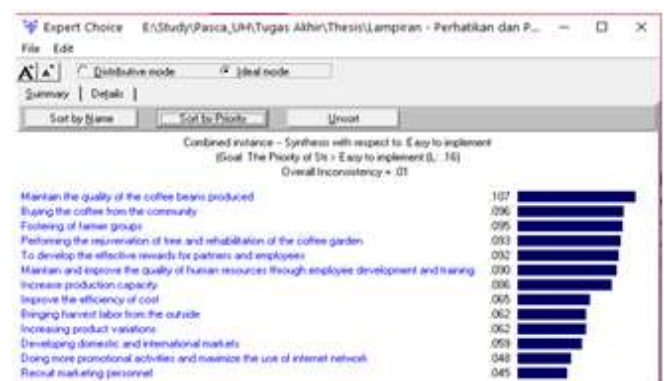 Expert Choice E:\Study\Pasca_UH\Tugas Akhir\Thesis\Lampiran - Perhatikan dan P...
File Edit
Distributive mode Ideal mode
Summary Details
Sort by Name Sort by Priority Unsort
Combined instance -- Synthesis with respect to: Easy to implement
(Goal: The Priority of Sts > Easy to implement (L: .16)
Overall Inconsistency = .01
Maintain the quality of the coffee beans produced .107
Buying the coffee from the community .096
Fostering of farmer groups .095
Performing the rejuvenation of tree and rehabilitation of the coffee garden .093
To develop the effective rewards for partners and employees .092
Maintain and improve the quality of human resources through employee development and training .090
Increase production capacity .086
Improve the efficiency of cost .065
Bringing harvest labor from the outside .062
Increasing product variations .062
Developing domestic and international markets .059
Doing more promotional activities and maximize the use of internet network .048
Recruit marketing personnel .045